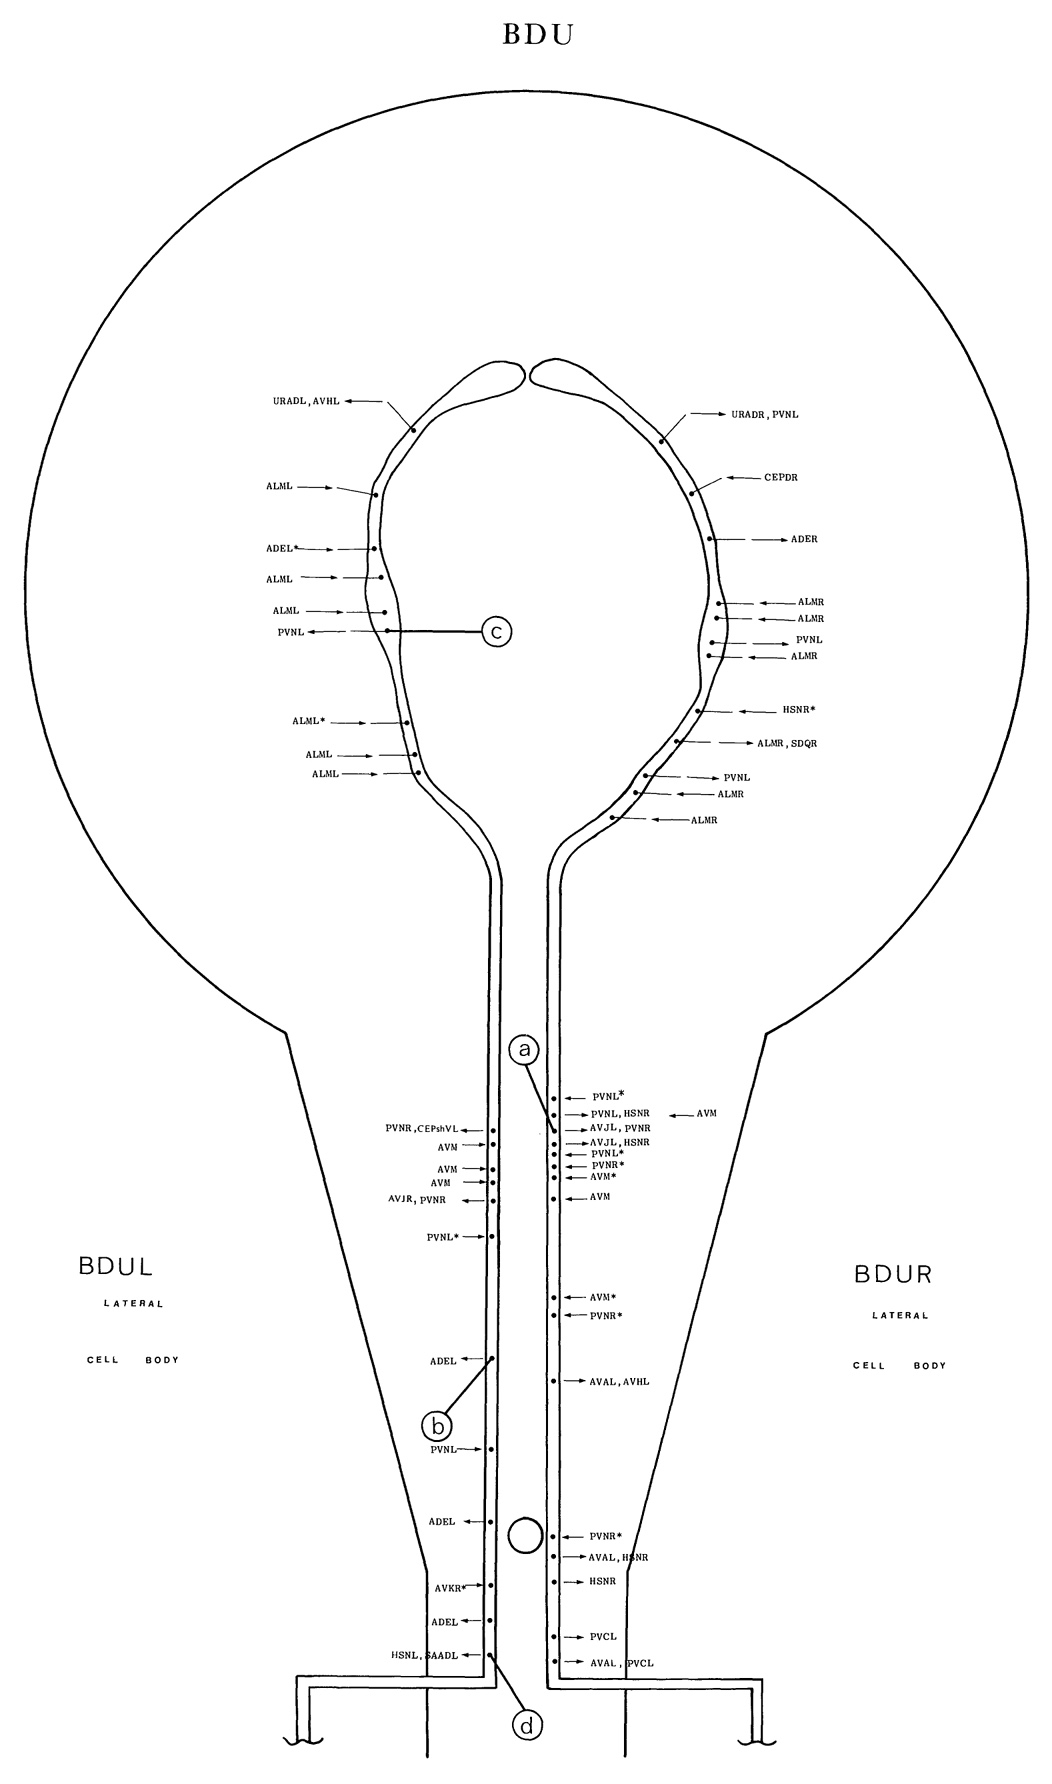 BDU
URADL, AVHL
URADR, PVNL
CEPDR
ALML
ADER
ADEL*
ALML
ALMR
ALML
ALMR
PVNL
c
PVNL
ALMR
HSNR*
ALML*
ALMR, SDQR
ALML
ALML
PVNL
ALMR
ALMR
a
PVNL*
PVNL, HSNR
AVM
PVNR, CEPshVL
AVJL, PVNR
AVM
AVJL, HSNR
PVNL*
AVM
PVNR*
AVM
AVM*
AVJR, PVNR
AVM
PVNL*
BDUL
LATERAL
CELL BODY
BDUR
LATERAL
CELL BODY
AVM*
PVNR*
ADEL
AVAL, AVHL
b
PVNL
ADEL
PVNR*
AVAL, HSNR
AVKR*
HSNR
ADEL
PVCL
HSNL, SAADL
AVAL, PVCL
d